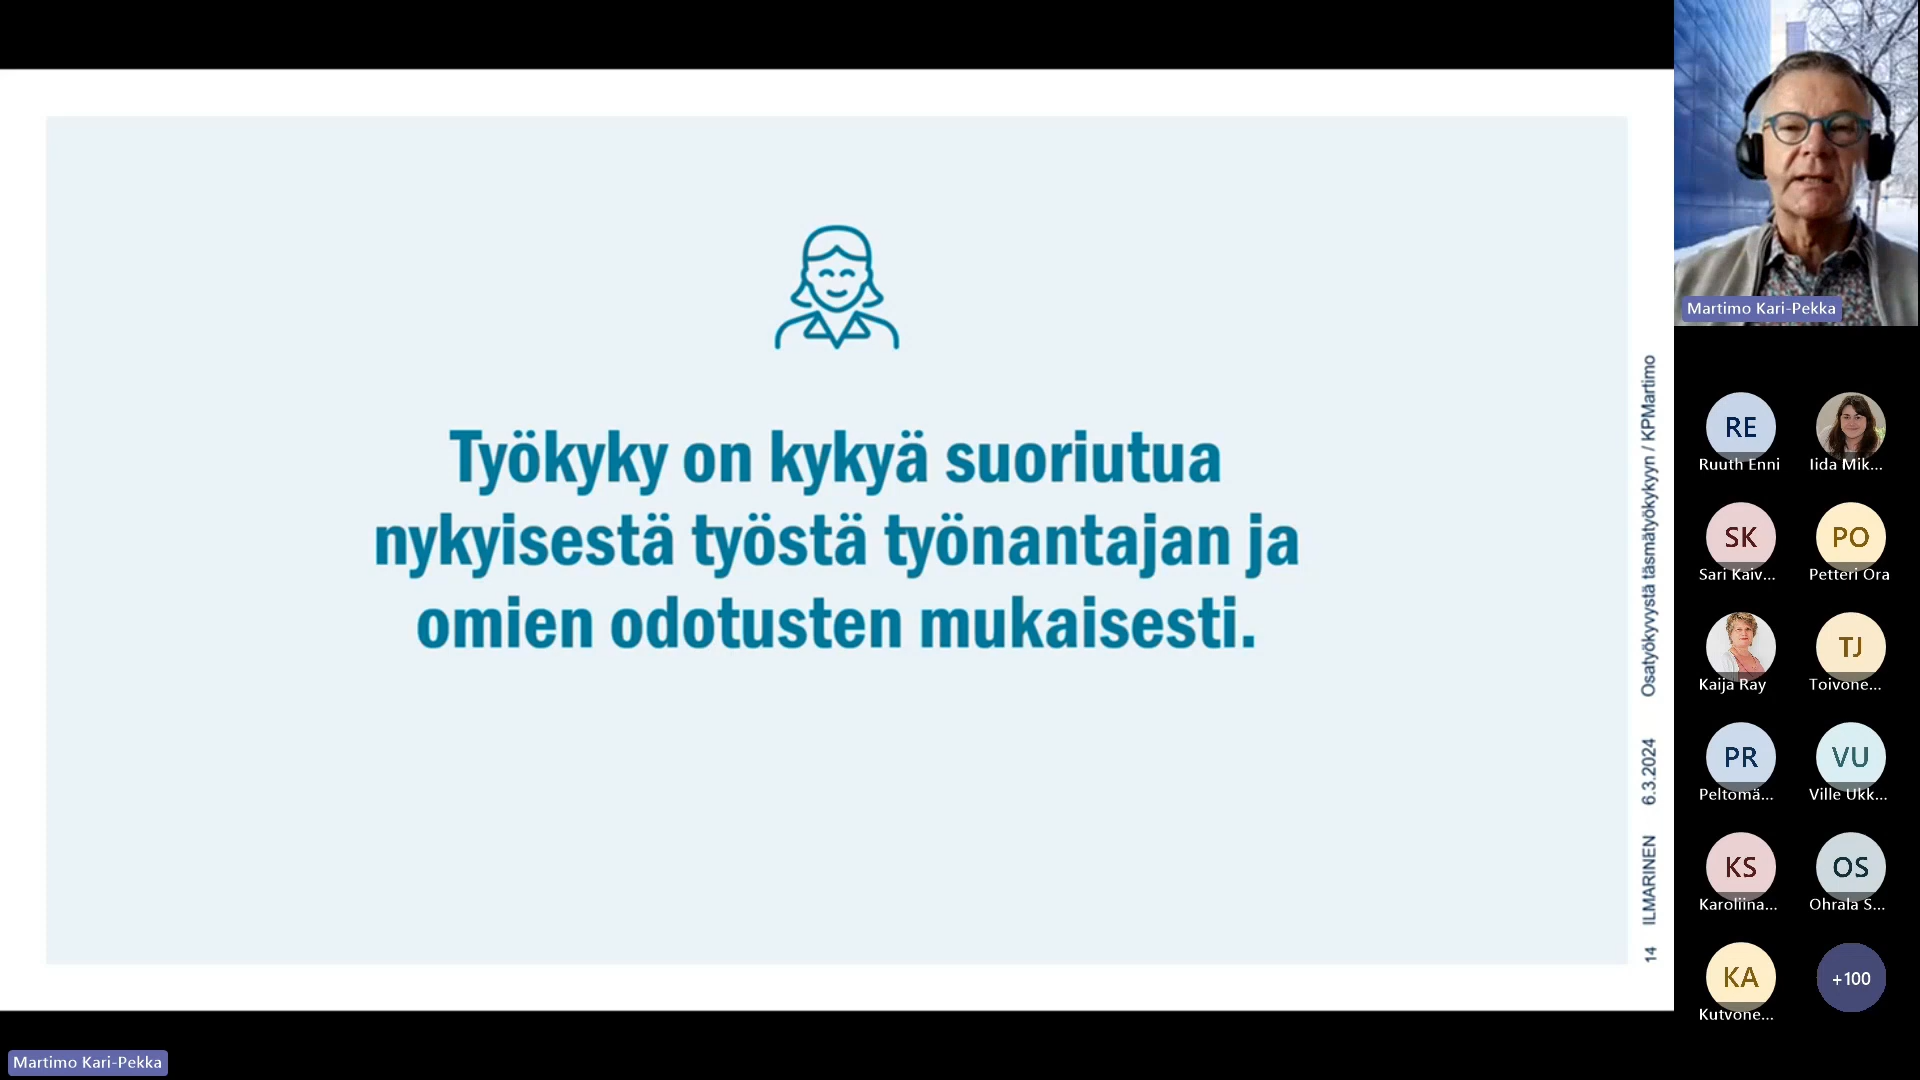 Työkyky on kykyä suoriutua
nykyisestä työstä työnantajan ja
omien odotusten mukaisesti.
14 ILMARINEN 6.3.2024 Osatyökyvystä täsmätyökykyyn / KPMartimo
Martimo Kari-Pekka
RE
Ruuth Enni
Iida Mik...
SK
Sari Kaiv...
PO
Petteri Ora
Kaija Ray
TJ
Toivone...
PR
Peltomä...
VU
Ville Ukk...
KS
Karoliina...
OS
Ohrala S...
KA
Kutvone...
+100
Martimo Kari-Pekka